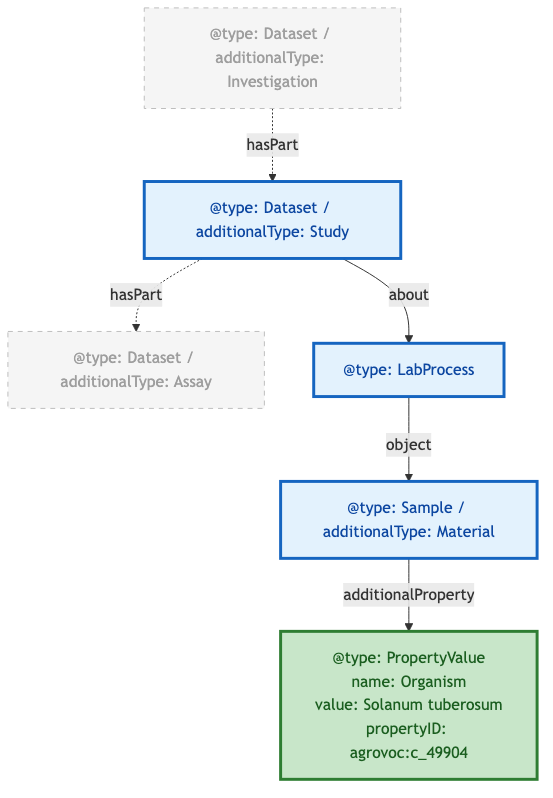 @type: Dataset /
additionalType:
Investigation
hasPart
@type: Dataset /
additionalType: Study
hasPart
about
@type: Dataset /
additionalType: Assay
@type: LabProcess
object
@type: Sample /
additionalType: Material
additionalProperty
@type: PropertyValue
name: Organism
value: Solanum tuberosum
propertyID:
agrovoc:c_49904